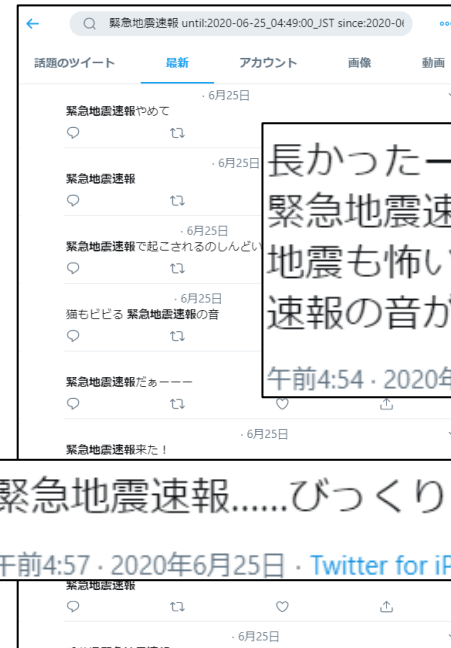 緊急地震速報 until:2020-06-25_04:49:00_JST since:2020-0
話題のツイート 最新 アカウント 画像 動画
· 6月25日
緊急地震速報やめて
· 6月25日
緊急地震速報
· 6月25日
緊急地震速報で起こされるのしんどい
· 6月25日
猫もビビる 緊急地震速報の音
緊急地震速報だぁーーー
· 6月25日
緊急地震速報来た！
長かったー
緊急地震速
地震も怖い
速報の音が
午前4:54 · 2020年
緊急地震速報......びっくり
午前4:57 · 2020年6月25日 · Twitter for iP
緊急地震速報
· 6月25日